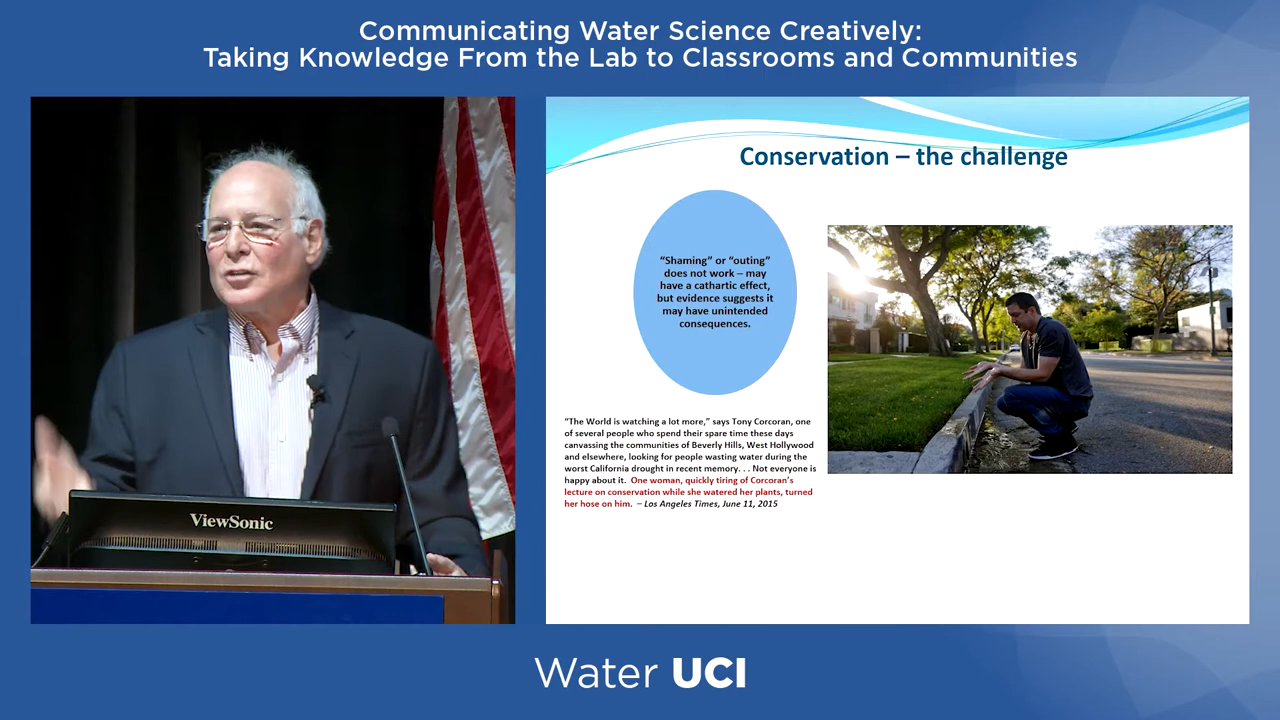 Communicating Water Science Creatively:
Taking Knowledge From the Lab to Classrooms and Communities
Conservation – the challenge
“Shaming” or “outing”
does not work – may
have a cathartic effect,
but evidence suggests it
may have unintended
consequences.
“The World is watching a lot more,” says Tony Corcoran, one
of several people who spend their spare time these days
canvassing the communities of Beverly Hills, West Hollywood
and elsewhere, looking for people wasting water during the
worst California drought in recent memory. . . Not everyone is
happy about it. One woman, quickly tiring of Corcoran’s
lecture on conservation while she watered her plants, turned
her hose on him. – Los Angeles Times, June 11, 2015
ViewSonic
Water UCI